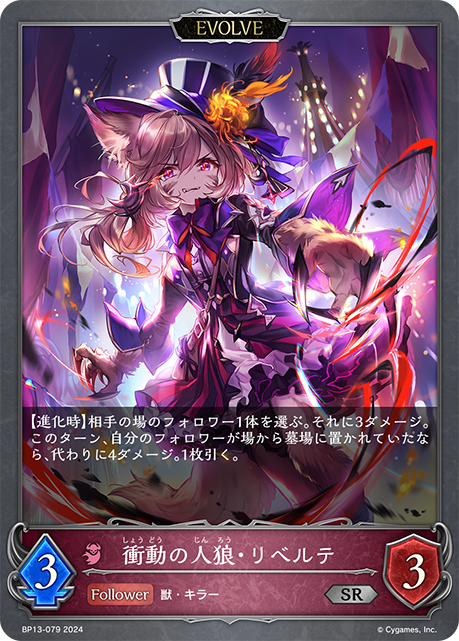 EVOLVE
【進化時】相手の場のフォロワー1体を選ぶ。それに3ダメージ。
このターン、自分のフォロワーが場から墓場に置かれていたな
ら、代わりに4ダメージ。1枚引く。
しょうどう じんろう
衝動の人狼・リベルテ
3
Follower 獣・キラー
SR
3
BP13-079 2024
© Cygames, Inc.